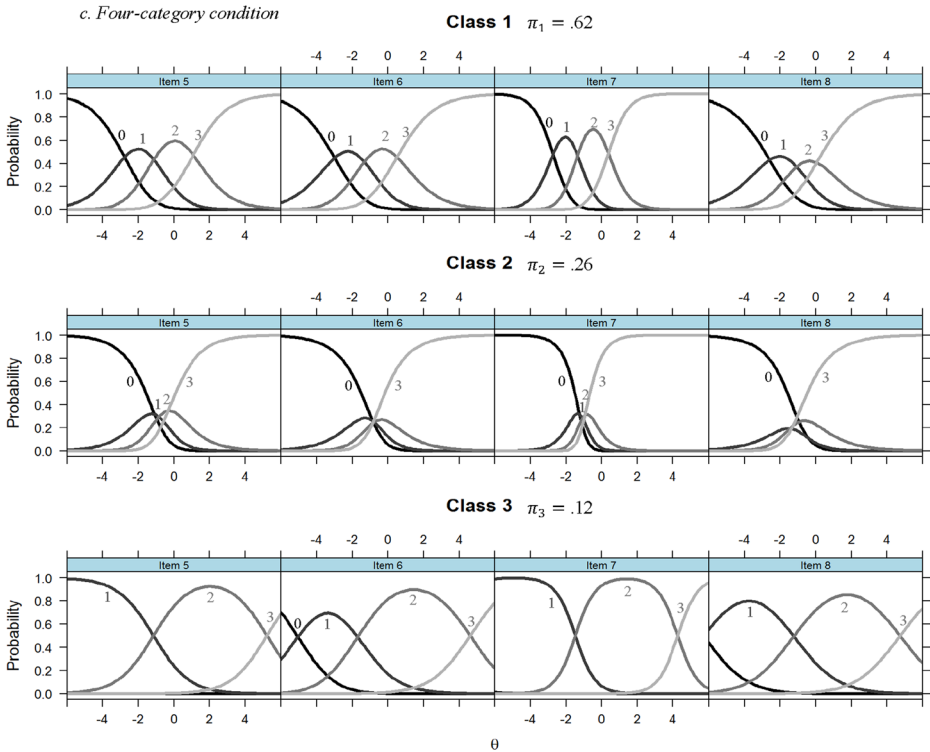 c. Four-category condition
Class 1 π₁ = .62
-4 -2 0 2 4 -4 -2 0 2 4
Item 5 Item 6 Item 7 Item 8
1.0
0.8
0.6
0.4
0.2
0.0
Probability
0 1 2 3 0 1 2 3 0 1 2 3 0 1 2 3
-4 -2 0 2 4 -4 -2 0 2 4
Class 2 π₂ = .26
-4 -2 0 2 4 -4 -2 0 2 4
Item 5 Item 6 Item 7 Item 8
1.0
0.8
0.6
0.4
0.2
0.0
Probability
0 1 2 3 0 3 0 1 2 3 0 3
-4 -2 0 2 4 -4 -2 0 2 4
Class 3 π₃ = .12
-4 -2 0 2 4 -4 -2 0 2 4
Item 5 Item 6 Item 7 Item 8
1.0
0.8
0.6
0.4
0.2
0.0
Probability
1 2 3 0 1 2 3 1 2 3 1 2 3
-4 -2 0 2 4 -4 -2 0 2 4
θ